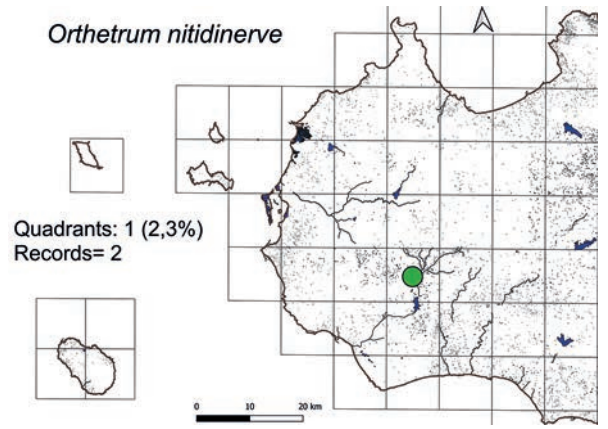 Orthetrum nitidinerve
Quadrants: 1 (2,3%)
Records= 2
0 10 20 km